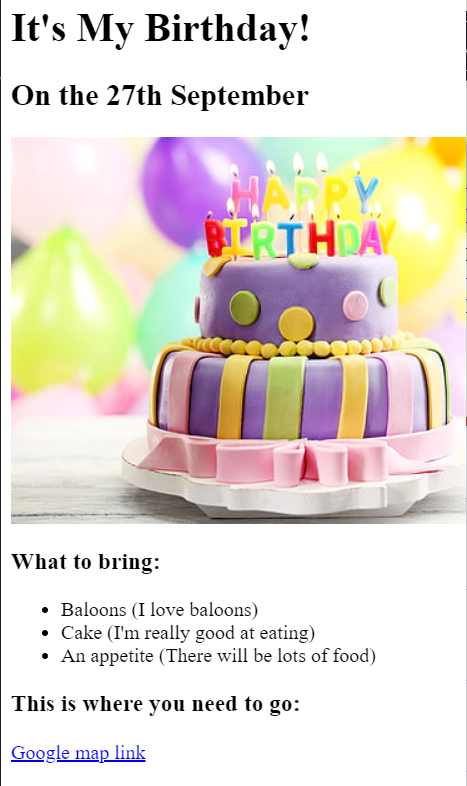 It's My Birthday!
On the 27th September
HAPPY
BIRTHDAY
What to bring:
Baloons (I love baloons)
Cake (I'm really good at eating)
An appetite (There will be lots of food)
This is where you need to go:
Google map link